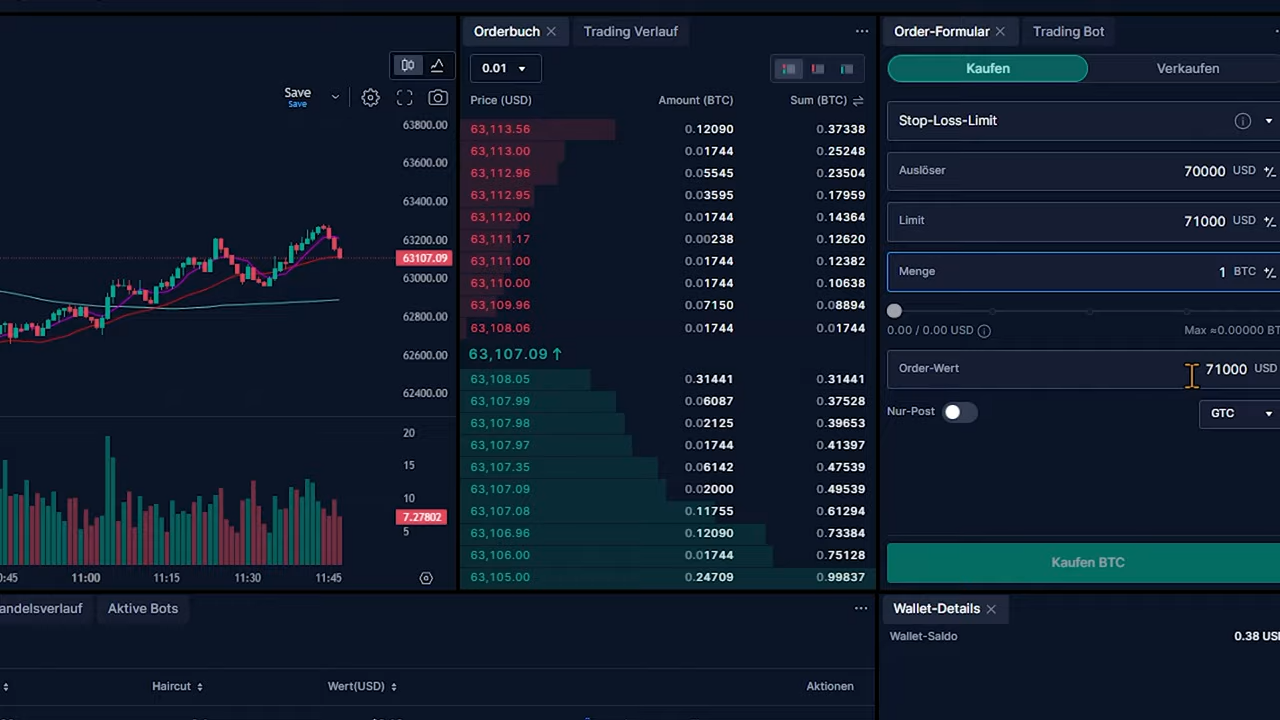 Save
Save
63800.00
63600.00
63400.00
63200.00
63107.09
63000.00
62800.00
62600.00
62400.00
20
15
10
7.27802
5
0:45 11:00 11:15 11:30 11:45
Orderbuch Trading Verlauf
0.01
Price (USD) Amount (BTC) Sum (BTC)
63,113.56 0.12090 0.37338
63,113.00 0.01744 0.25248
63,112.96 0.05545 0.23504
63,112.95 0.03595 0.17959
63,112.00 0.01744 0.14364
63,111.17 0.00238 0.12620
63,111.00 0.01744 0.12382
63,110.00 0.01744 0.10638
63,109.96 0.07150 0.08894
63,108.06 0.01744 0.01744
63,107.09 ↑
63,108.05 0.31441 0.31441
63,107.99 0.06087 0.37528
63,107.98 0.02125 0.39653
63,107.97 0.01744 0.41397
63,107.35 0.06142 0.47539
63,107.09 0.02000 0.49539
63,107.08 0.11755 0.61294
63,106.96 0.12090 0.73384
63,106.00 0.01744 0.75128
63,105.00 0.24709 0.99837
Order-Formular Trading Bot
Kaufen Verkaufen
Stop-Loss-Limit
Auslöser 70000 USD
Limit 71000 USD
Menge 1 BTC
0.00 / 0.00 USD Max ≈0.00000 BT
Order-Wert 71000 USD
Nur-Post GTC
Kaufen BTC
andelsverlauf Aktive Bots
Haircut Wert(USD) Aktionen
Wallet-Details
Wallet-Saldo 0.38 USD